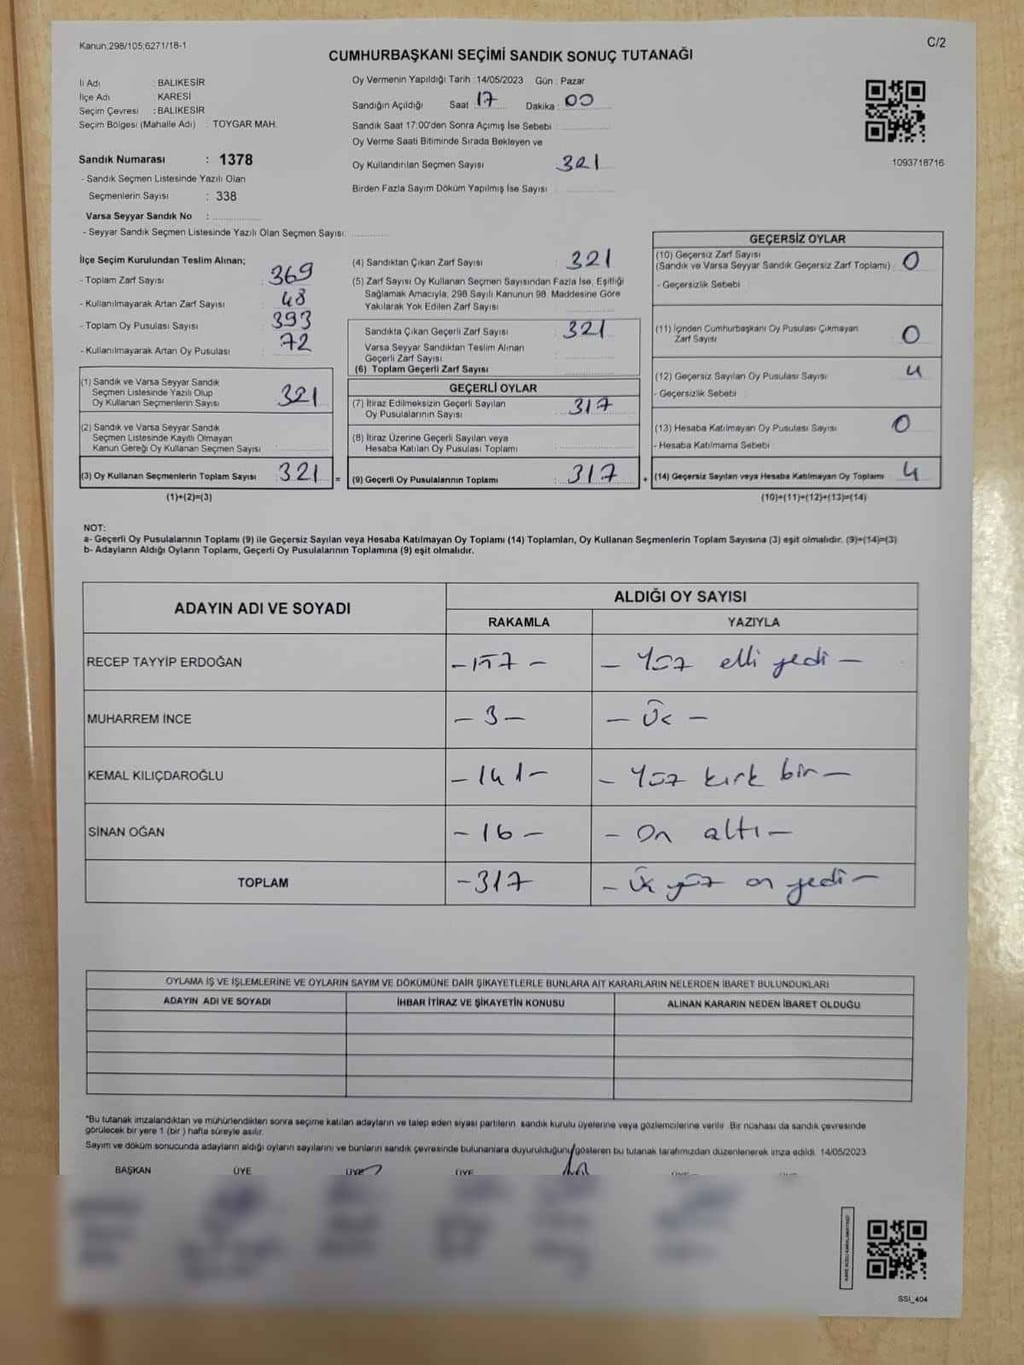 Kanun:298/105;6271/18-1
C/2
CUMHURBAŞKANI SEÇİMİ SANDIK SONUÇ TUTANAĞI
İl Adı : BALIKESİR
İlçe Adı : KARESİ
Seçim Çevresi : BALIKESİR
Seçim Bölgesi (Mahalle Adı) : TOYGAR MAH.
Sandık Numarası : 1378
- Sandık Seçmen Listesinde Yazılı Olan
Seçmenlerin Sayısı : 338
Varsa Seyyar Sandık No :
- Seyyar Sandık Seçmen Listesinde Yazılı Olan Seçmen Sayısı:
Oy Vermenin Yapıldığı Tarih :14/05/2023 Gün : Pazar
Sandığın Açıldığı Saat : 17 Dakika : 00
Sandık Saat 17:00'den Sonra Açımış İse Sebebi :
Oy Verme Saati Bitiminde Sırada Bekleyen ve
Oy Kullandırılan Seçmen Sayısı : 321
Birden Fazla Sayım Döküm Yapılmış İse Sayısı :
1093718716
İlçe Seçim Kurulundan Teslim Alınan;
- Toplam Zarf Sayısı : 369
- Kullanılmayarak Artan Zarf Sayısı : 48
- Toplam Oy Pusulası Sayısı : 393
- Kullanılmayarak Artan Oy Pusulası : 72
(1) Sandık ve Varsa Seyyar Sandık
Seçmen Listesinde Yazılı Olup
Oy Kullanan Seçmenlerin Sayısı : 321
(2) Sandık ve Varsa Seyyar Sandık
Seçmen Listesinde Kayıtlı Olmayan
Kanun Gereği Oy Kullanan Seçmen Sayısı :
(3) Oy Kullanan Seçmenlerin Toplam Sayısı : 321 =
(1)+(2)=(3)
(4) Sandıktan Çıkan Zarf Sayısı : 321
(5) Zarf Sayısı Oy Kullanan Seçmen Sayısından Fazla İse, Eşitliği
Sağlamak Amacıyla, 298 Sayılı Kanunun 98. Maddesine Göre
Yakılarak Yok Edilen Zarf Sayısı :
Sandıkta Çıkan Geçerli Zarf Sayısı : 321
Varsa Seyyar Sandıktan Teslim Alınan
Geçerli Zarf Sayısı :
(6) Toplam Geçerli Zarf Sayısı :
GEÇERLİ OYLAR
(7) İtiraz Edilmeksizin Geçerli Sayılan
Oy Pusulalarının Sayısı : 317
(8) İtiraz Üzerine Geçerli Sayılan veya
Hesaba Katılan Oy Pusulası Toplamı :
(9) Geçerli Oy Pusulalarının Toplamı : 317 +
GEÇERSİZ OYLAR
(10) Geçersiz Zarf Sayısı : 0
(Sandık ve Varsa Seyyar Sandık Geçersiz Zarf Toplamı)
- Geçersizlik Sebebi
(11) İçinden Cumhurbaşkanı Oy Pusulası Çıkmayan
Zarf Sayısı : 0
(12) Geçersiz Sayılan Oy Pusulası Sayısı : 4
- Geçersizlik Sebebi
(13) Hesaba Katılmayan Oy Pusulası Sayısı : 0
- Hesaba Katılmama Sebebi
(14) Geçersiz Sayılan veya Hesaba Katılmayan Oy Toplamı : 4
(10)+(11)+(12)+(13)=(14)
NOT:
a- Geçerli Oy Pusulalarının Toplamı (9) ile Geçersiz Sayılan veya Hesaba Katılmayan Oy Toplamı (14) Toplamları, Oy Kullanan Seçmenlerin Toplam Sayısına (3) eşit olmalıdır. (9)+(14)=(3)
b- Adayların Aldığı Oyların Toplamı, Geçerli Oy Pusulalarının Toplamına (9) eşit olmalıdır.
ADAYIN ADI VE SOYADI ALDIĞI OY SAYISI
RAKAMLA YAZIYLA
RECEP TAYYİP ERDOĞAN - 157 - - Yüz elli yedi -
MUHARREM İNCE - 3 - - Üç -
KEMAL KILIÇDAROĞLU - 141 - - Yüz kırk bir -
SİNAN OĞAN - 16 - - On altı -
TOPLAM - 317 - Üç yüz on yedi -
OYLAMA İŞ VE İŞLEMLERİNE VE OYLARIN SAYIM VE DÖKÜMÜNE DAİR ŞİKAYETLERLE BUNLARA AİT KARARLARIN NELERDEN İBARET BULUNDUKLARI
ADAYIN ADI VE SOYADI İHBAR İTİRAZ VE ŞİKAYETİN KONUSU ALINAN KARARIN NEDEN İBARET OLDUĞU
*Bu tutanak imzalandıktan ve mühürlendikten sonra seçime katılan adayların ve talep eden siyasi partilerin sandık kurulu üyelerine veya gözlemcilerine verilir. Bir nüshası da sandık çevresinde
görülecek bir yere 1 (bir) hafta süreyle asılır.
Sayım ve döküm sonucunda adayların aldığı oyların sayılarını ve bunların sandık çevresinde bulunanlara duyurulduğunu gösteren bu tutanak tarafımızdan düzenlenerek imza edildi. 14/05/2023
BAŞKAN ÜYE ÜYE ÜYE
SSI_404